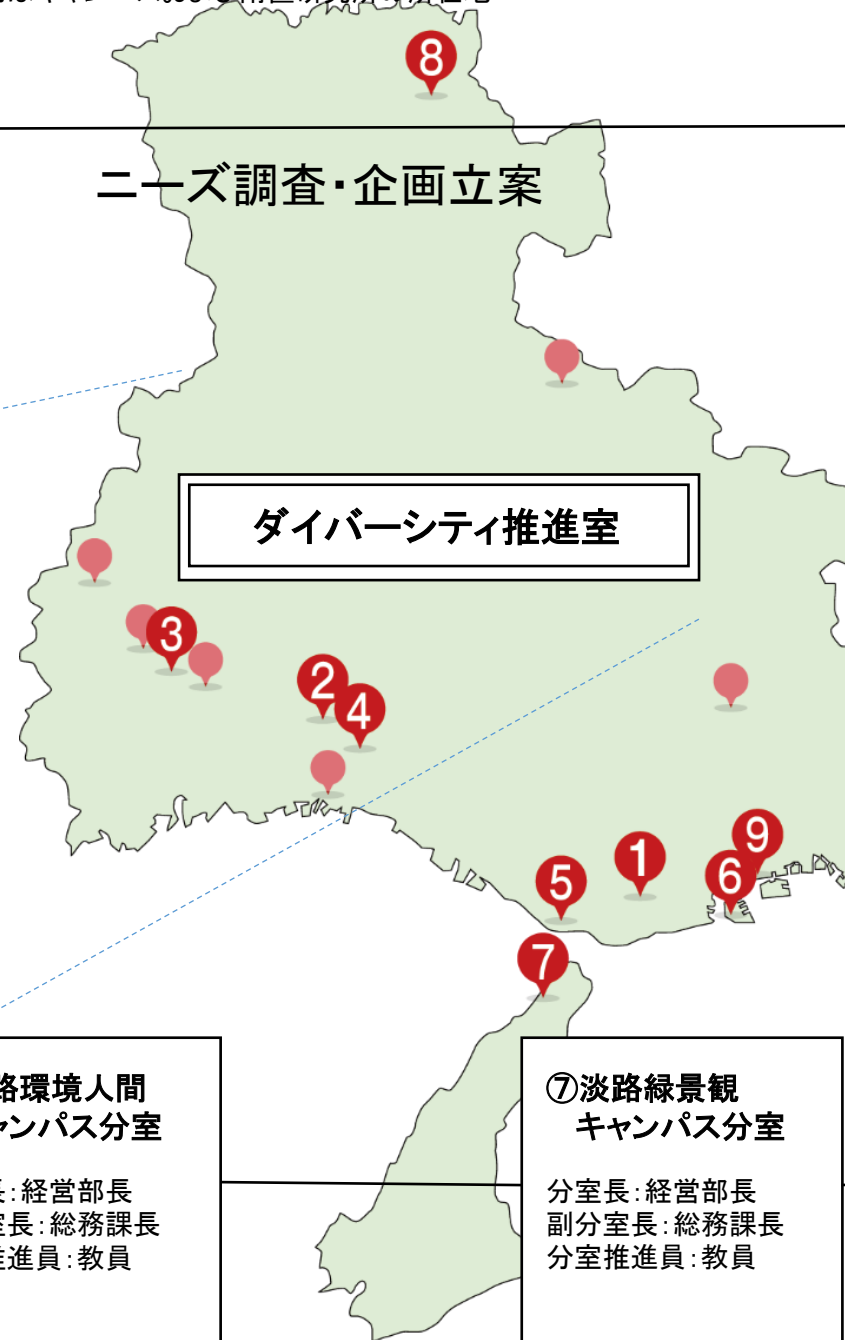 8
ニーズ調査・企画立案
ダイバーシティ推進室
3
2
4
9
1
5
6
7
路環境人間
ャンパス分室
長：経営部長
室長：総務課長
推進員：教員
⑦淡路緑景観
キャンパス分室
分室長：経営部長
副分室長：総務課長
分室推進員：教員